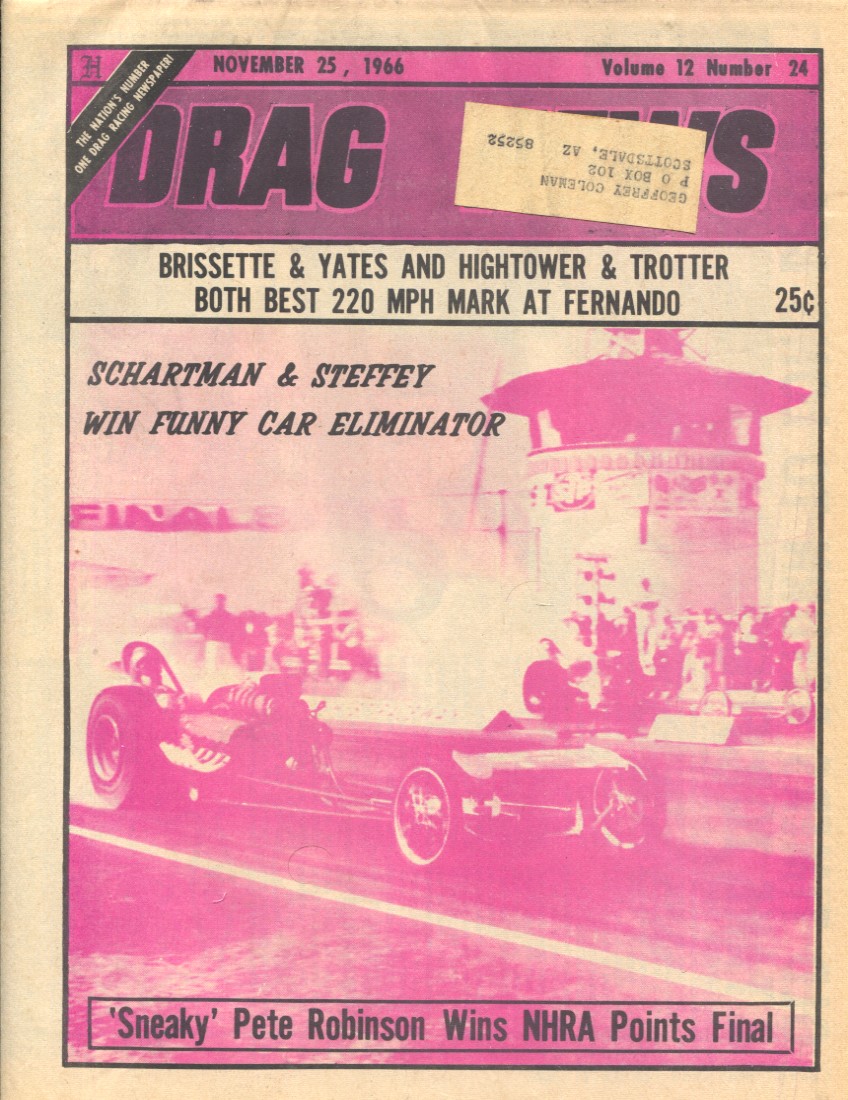 H
NOVEMBER 25, 1966
Volume 12 Number 24
THE NATION'S NUMBER
ONE DRAG RACING NEWSPAPER!
DRAG NEWS
GEOFFREY COLEMAN
P O BOX 102
SCOTTSDALE, AZ 85252
BRISSETTE & YATES AND HIGHTOWER & TROTTER
BOTH BEST 220 MPH MARK AT FERNANDO
25¢
SCHARTMAN & STEFFEY
WIN FUNNY CAR ELIMINATOR
FINALS
STP
'Sneaky' Pete Robinson Wins NHRA Points Final